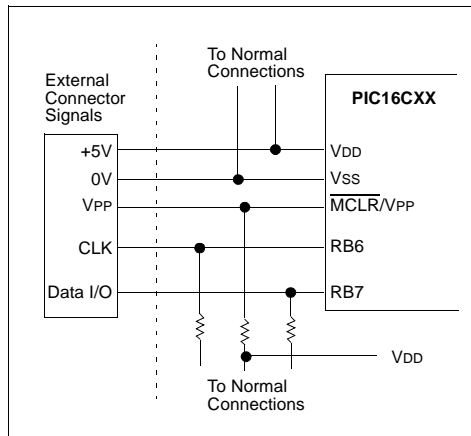 To Normal
Connections
External
Connector
Signals
PIC16CXX
+5V
VDD
0V
VSS
VPP
MCLR/VPP
CLK
RB6
Data I/O
RB7
VDD
To Normal
Connections